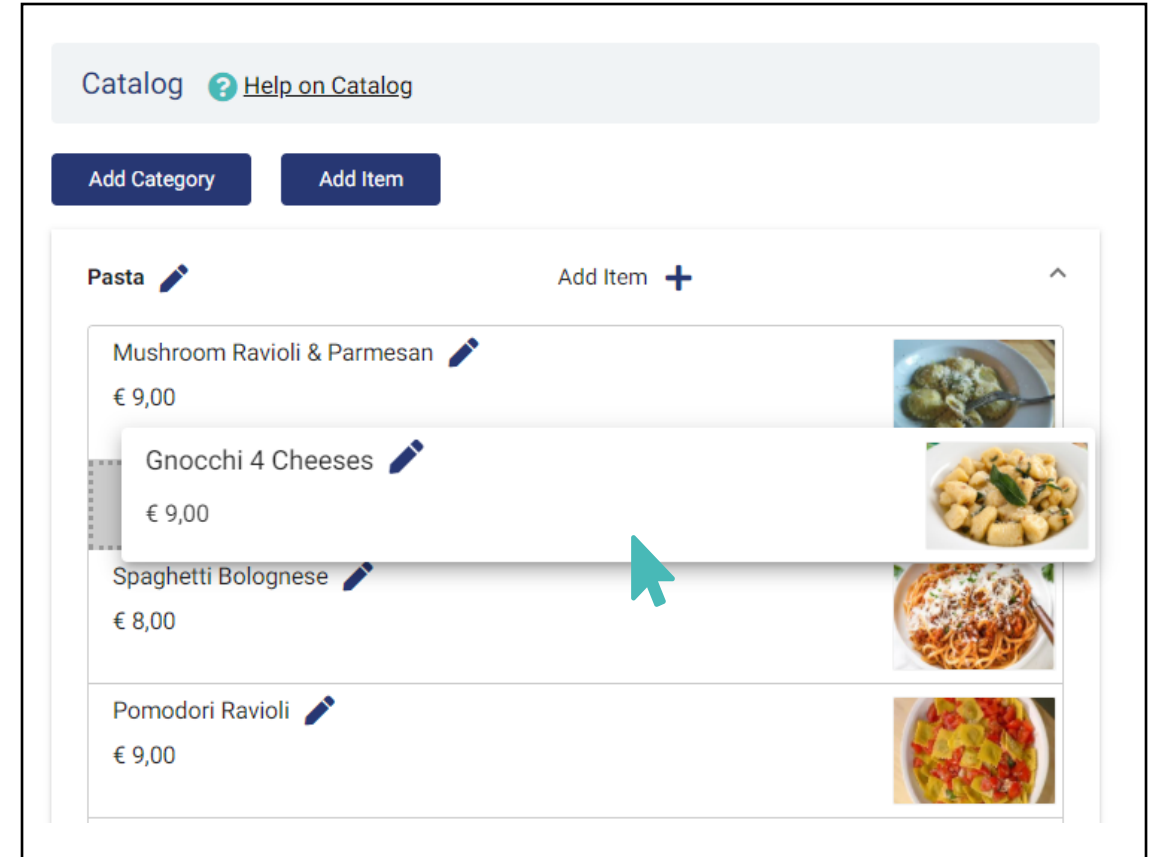 Catalog ? Help on Catalog
Add Category Add Item
Pasta Add Item
Mushroom Ravioli & Parmesan
€ 9,00
Gnocchi 4 Cheeses
€ 9,00
Spaghetti Bolognese
€ 8,00
Pomodori Ravioli
€ 9,00